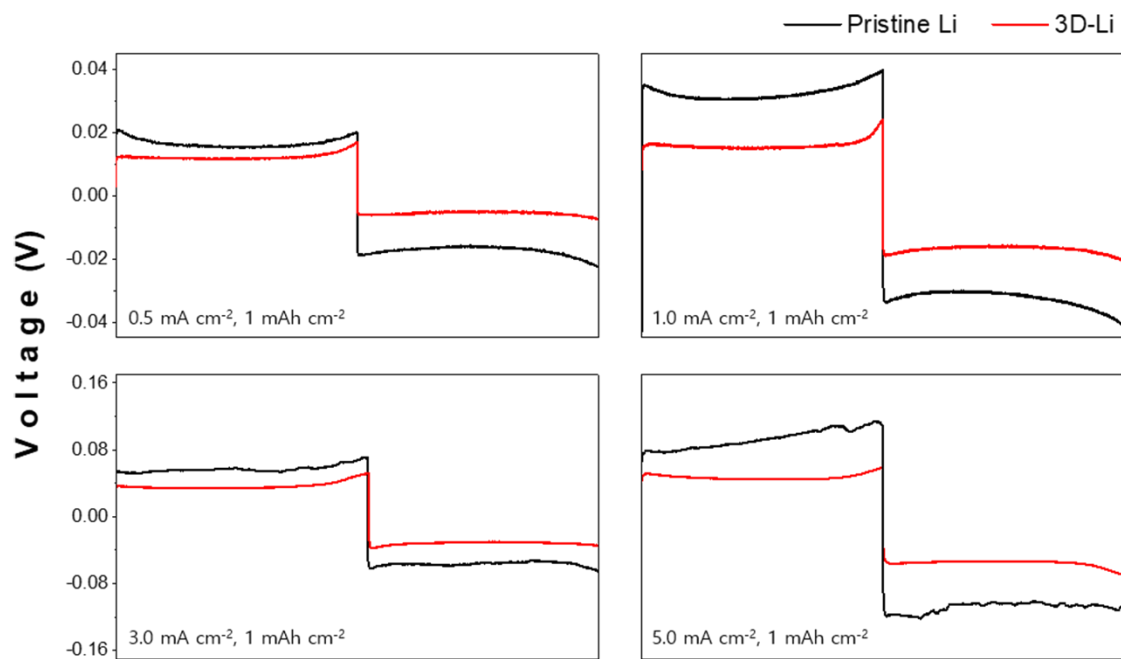 Pristine Li
3D-Li
Voltage (V)
0.04
0.02
0.00
-0.02
-0.04
0.5 mA cm⁻², 1 mAh cm⁻²
1.0 mA cm⁻², 1 mAh cm⁻²
0.16
0.08
0.00
-0.08
-0.16
3.0 mA cm⁻², 1 mAh cm⁻²
5.0 mA cm⁻², 1 mAh cm⁻²